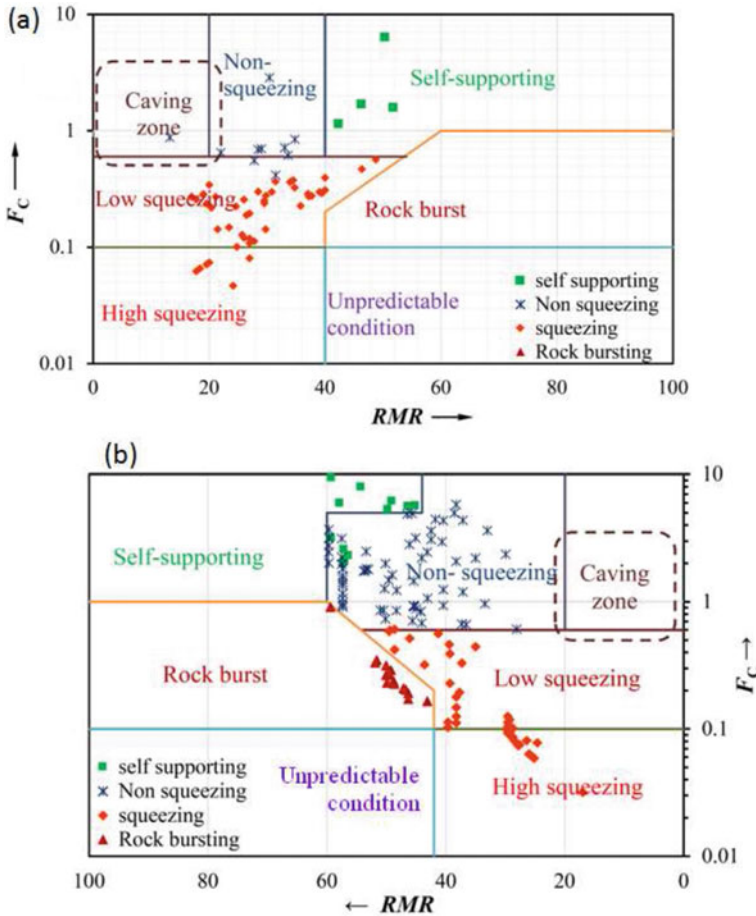 (a)
10
Non-
squeezing
Self-supporting
Caving
zone
1
F_C →
Low squeezing
Rock burst
0.1
High squeezing
Unpredictable
condition
self supporting
Non squeezing
squeezing
Rock bursting
0.01
0 20 40 60 80 100
RMR →
(b)
10
Self-supporting
Non- squeezing
Caving
zone
1
F_C →
Rock burst
Low squeezing
0.1
self supporting
Non squeezing
squeezing
Rock bursting
Unpredictable
condition
High squeezing
0.01
100 80 60 40 20 0
← RMR